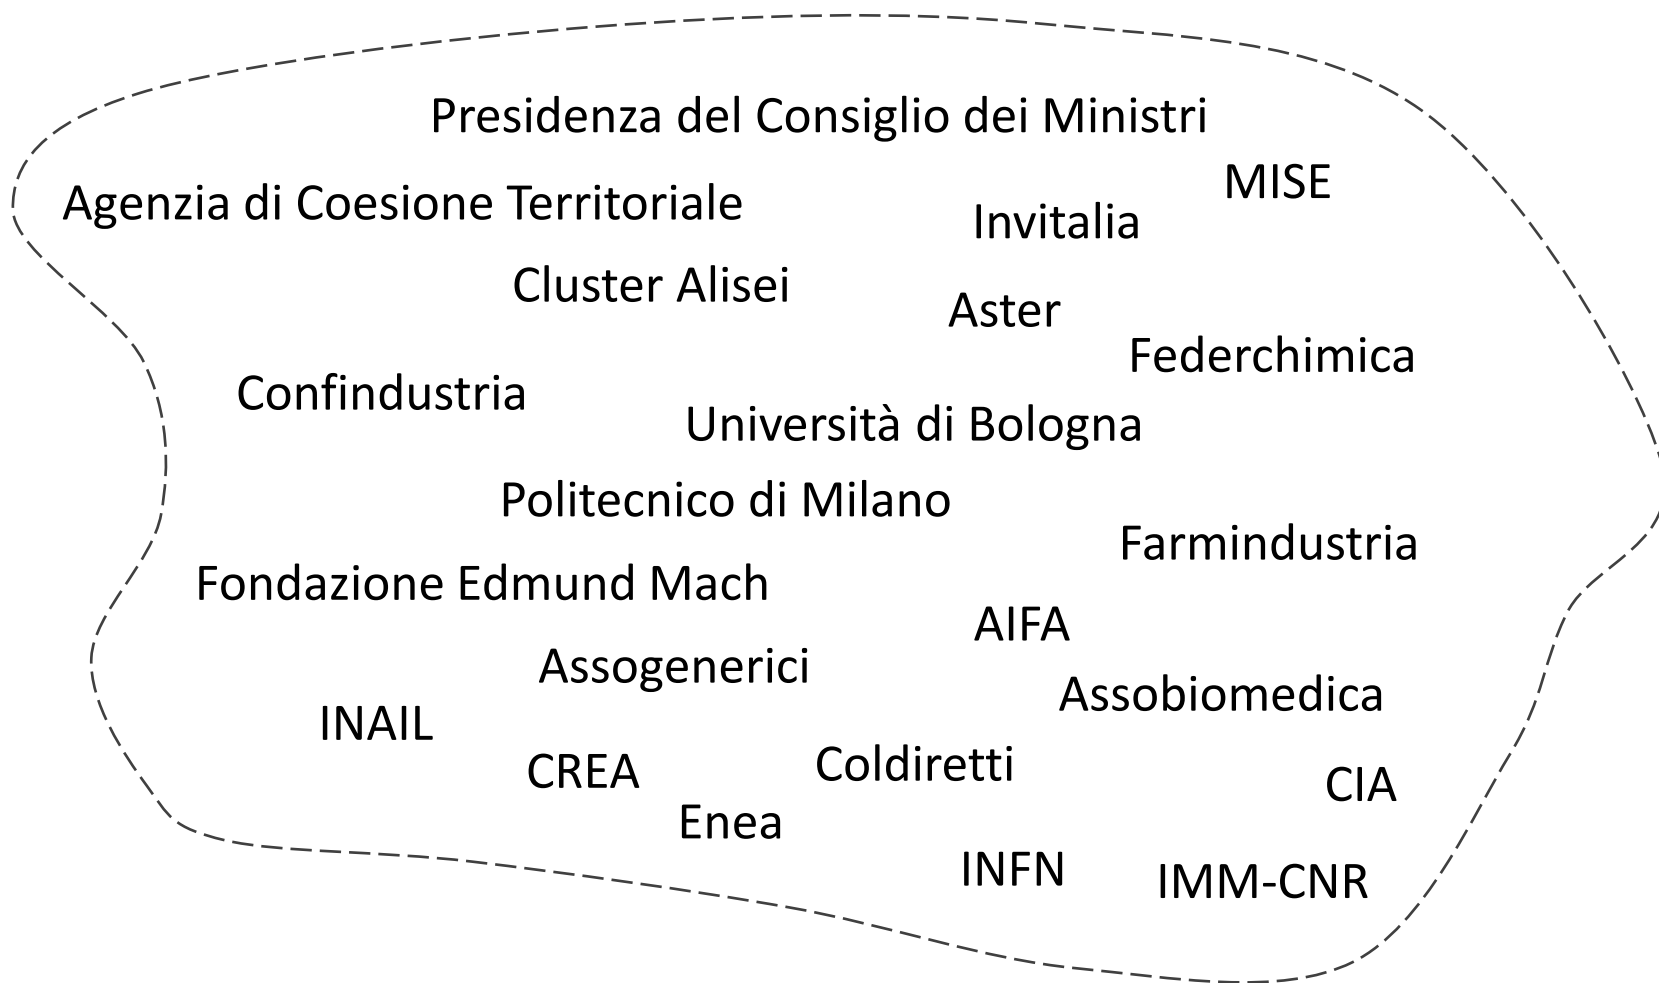 Presidenza del Consiglio dei Ministri
MISE
Agenzia di Coesione Territoriale
Invitalia
Cluster Alisei
Aster
Federchimica
Confindustria
Università di Bologna
Politecnico di Milano
Farmindustria
Fondazione Edmund Mach
AIFA
Assogenerici
Assobiomedica
INAIL
Coldiretti
CREA
CIA
Enea
INFN
IMM-CNR